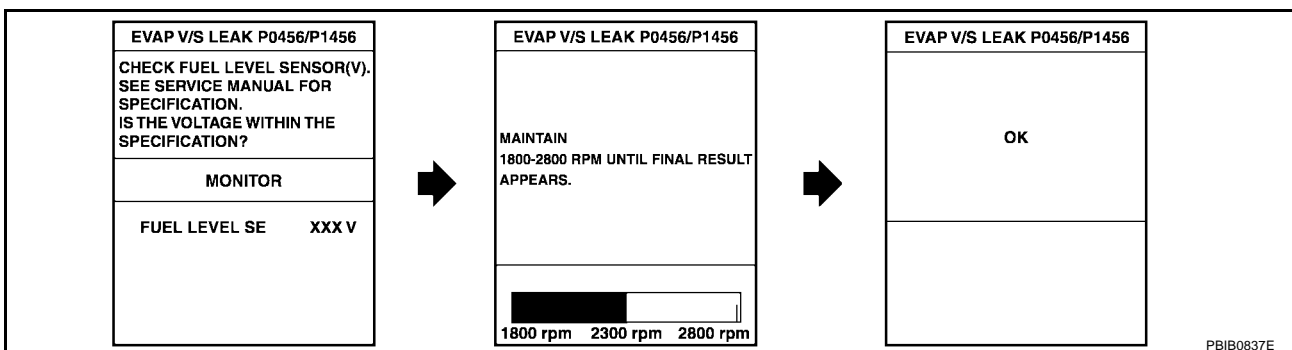 EVAP V/S LEAK P0456/P1456
CHECK FUEL LEVEL SENSOR(V).
SEE SERVICE MANUAL FOR
SPECIFICATION.
IS THE VOLTAGE WITHIN THE
SPECIFICATION?
MONITOR
FUEL LEVEL SE XXX V
EVAP V/S LEAK P0456/P1456
MAINTAIN
1800-2800 RPM UNTIL FINAL RESULT
APPEARS.
1800 rpm 2300 rpm 2800 rpm
EVAP V/S LEAK P0456/P1456
OK
PBIB0837E